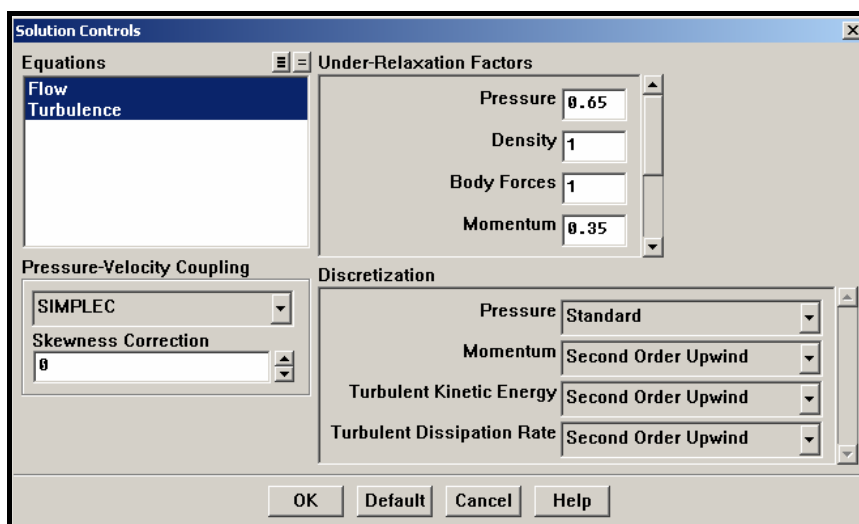 Solution Controls
Equations
Flow
Turbulence
Under-Relaxation Factors
Pressure 0.65
Density 1
Body Forces 1
Momentum 0.35
Pressure-Velocity Coupling
SIMPLEC
Skewness Correction
0
Discretization
Pressure Standard
Momentum Second Order Upwind
Turbulent Kinetic Energy Second Order Upwind
Turbulent Dissipation Rate Second Order Upwind
OK Default Cancel Help